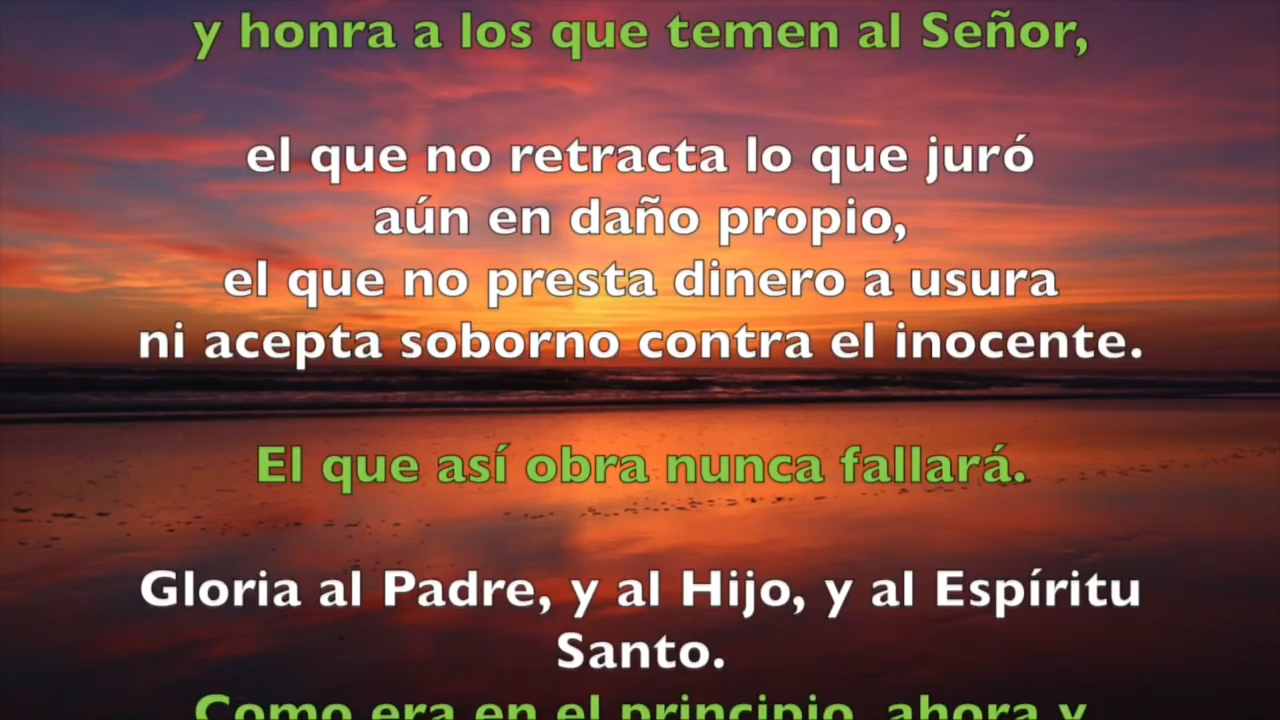 y honra a los que temen al Señor,
el que no retracta lo que juró
aún en daño propio,
el que no presta dinero a usura
ni acepta soborno contra el inocente.
El que así obra nunca fallará.
Gloria al Padre, y al Hijo, y al Espíritu
Santo.
Como era en el principio, ahora y